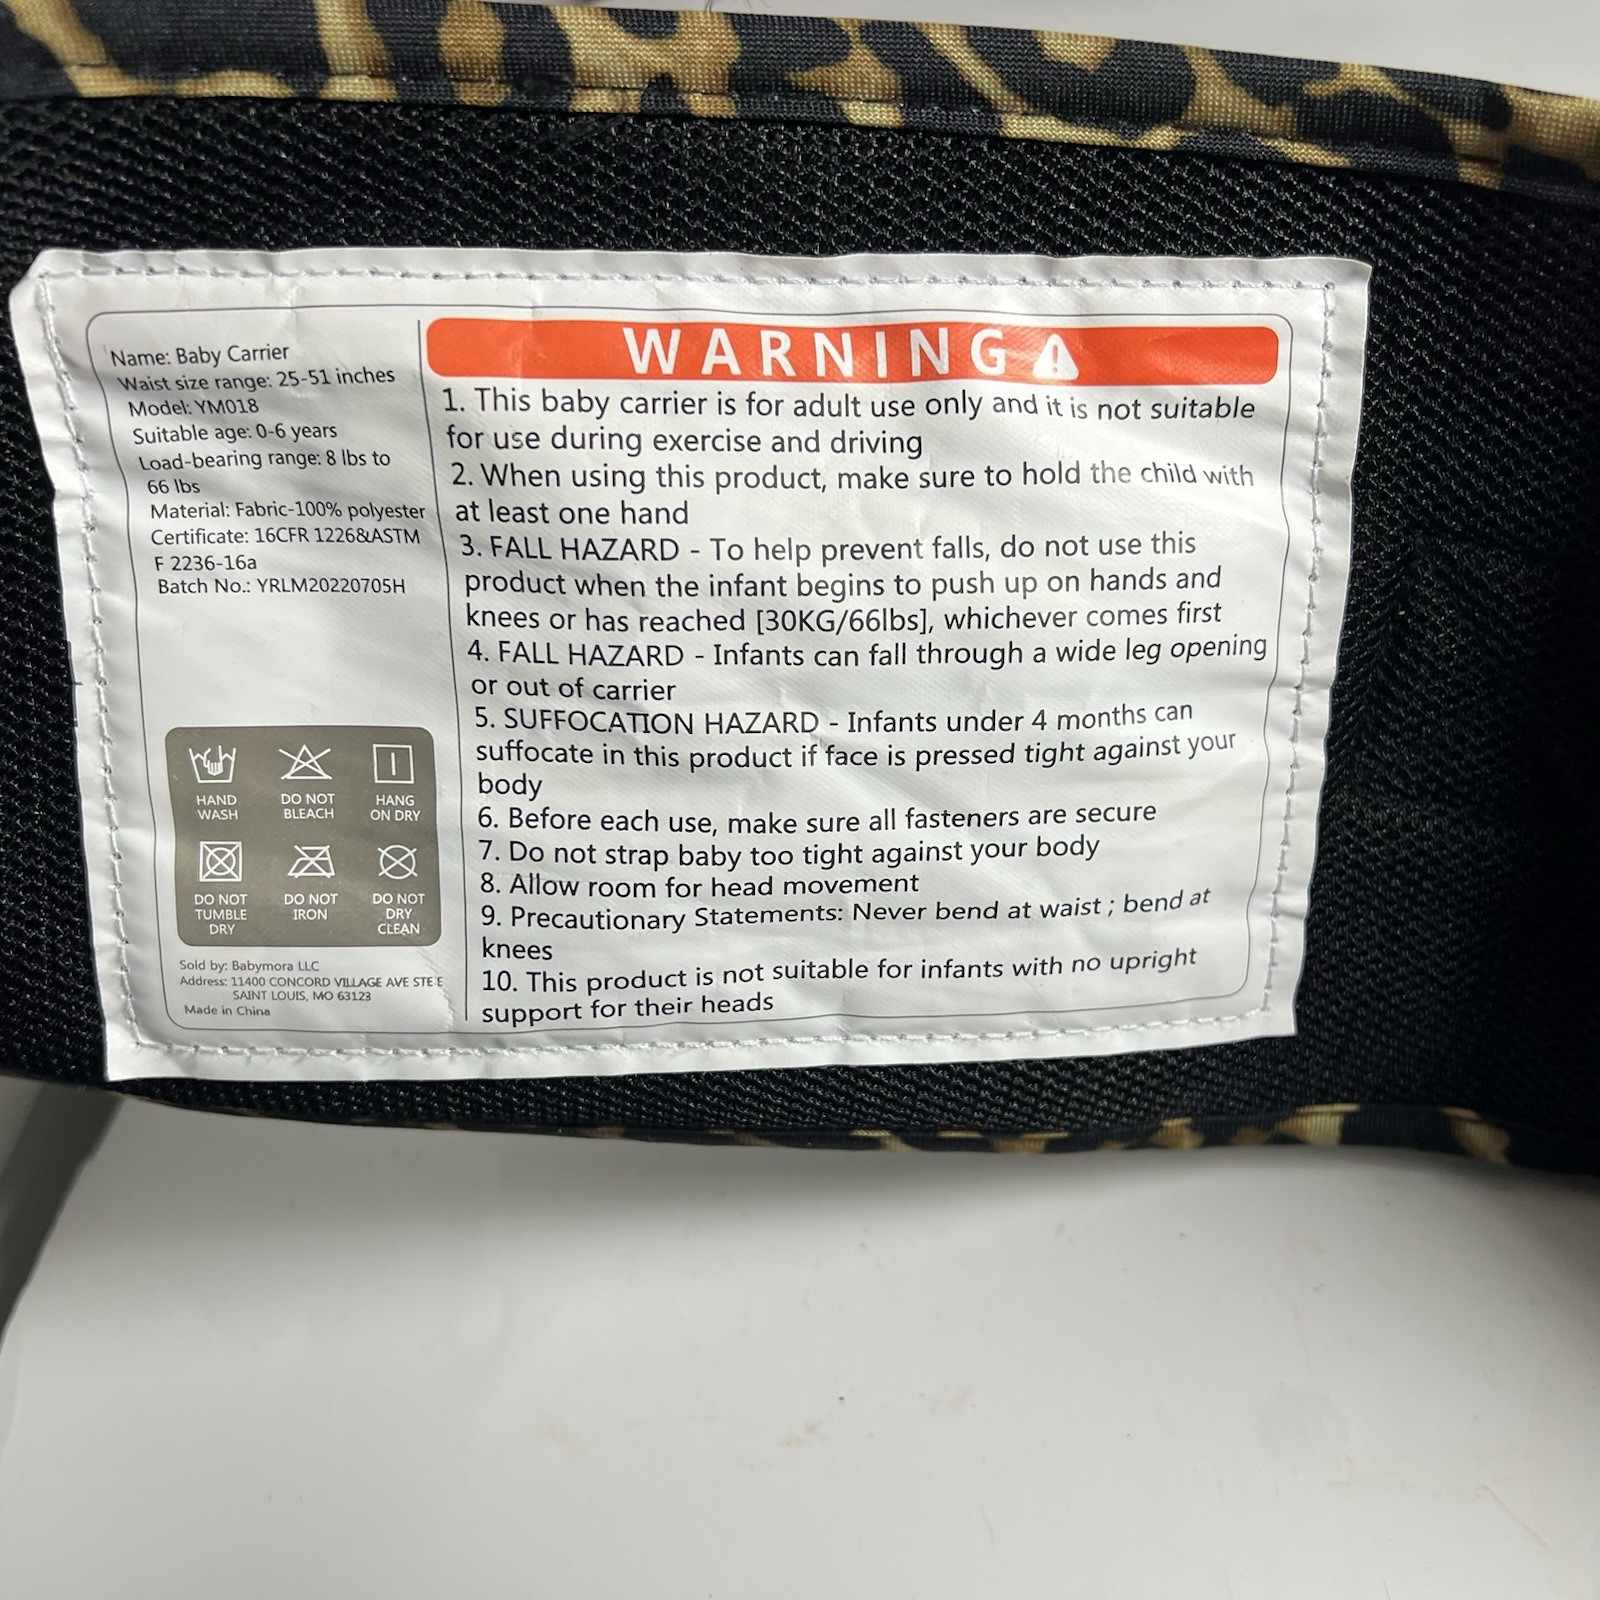 Name: Baby Carrier
Waist size range: 25-51 inches
Model: YM018
Suitable age: 0-6 years
Load-bearing range: 8 lbs to
66 lbs
Material: Fabric-100% polyester
Certificate: 16CFR 1226&ASTM
F 2236-16a
Batch No.: YRLM20220705H
HAND
WASH
DO NOT
BLEACH
HANG
ON DRY
DO NOT
TUMBLE
DRY
DO NOT
IRON
DO NOT
DRY
CLEAN
Sold by: Babymora LLC
Address: 11400 CONCORD VILLAGE AVE STE E
SAINT LOUIS, MO 63123
Made in China
WARNING
1. This baby carrier is for adult use only and it is not suitable
for use during exercise and driving
2. When using this product, make sure to hold the child with
at least one hand
3. FALL HAZARD - To help prevent falls, do not use this
product when the infant begins to push up on hands and
knees or has reached [30KG/66lbs], whichever comes first
4. FALL HAZARD - Infants can fall through a wide leg opening
or out of carrier
5. SUFFOCATION HAZARD - Infants under 4 months can
suffocate in this product if face is pressed tight against your
body
6. Before each use, make sure all fasteners are secure
7. Do not strap baby too tight against your body
8. Allow room for head movement
9. Precautionary Statements: Never bend at waist ; bend at
knees
10. This product is not suitable for infants with no upright
support for their heads